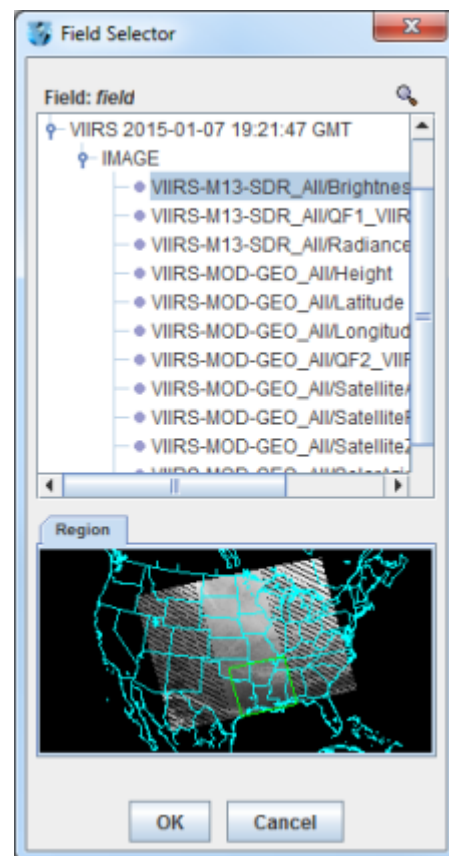 Field Selector
Field: field
VIIRS 2015-01-07 19:21:47 GMT
IMAGE
VIIRS-M13-SDR_All/Brightnes
VIIRS-M13-SDR_All/QF1_VIIR
VIIRS-M13-SDR_All/Radiance
VIIRS-MOD-GEO_All/Height
VIIRS-MOD-GEO_All/Latitude
VIIRS-MOD-GEO_All/Longitud
VIIRS-MOD-GEO_All/QF2_VIIF
VIIRS-MOD-GEO_All/Satellite
VIIRS-MOD-GEO_All/Satellite
VIIRS-MOD-GEO_All/Satellite
Region
OK
Cancel